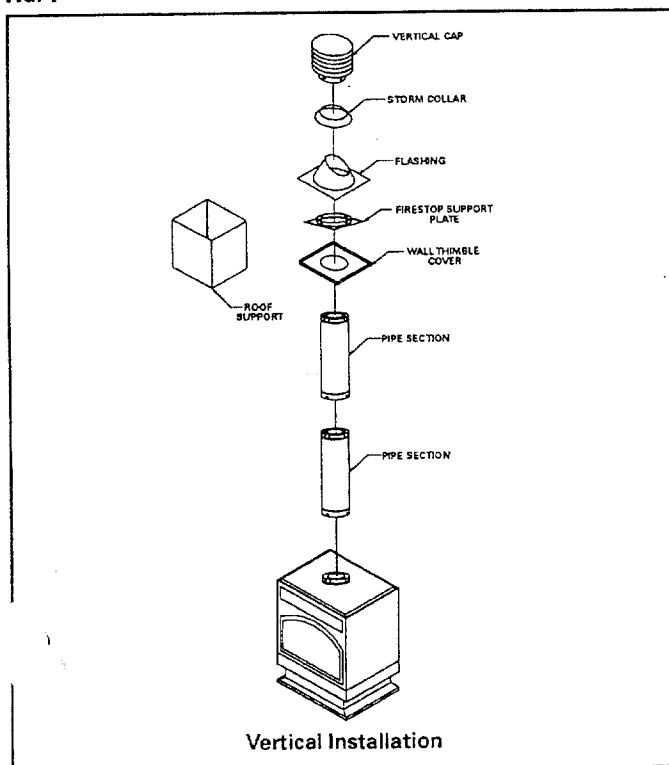 VERTICAL CAP
STORM COLLAR
FLASHING
FIRESTOP SUPPORT
PLATE
WALL THIMBLE
COVER
ROOF
SUPPORT
PIPE SECTION
PIPE SECTION
Vertical Installation